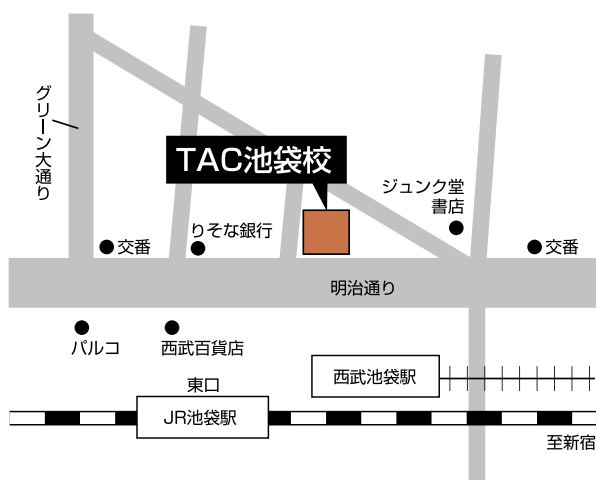 グリーン大通り
TAC池袋校
ジュンク堂
書店
りそな銀行
交番
交番
明治通り
パルコ
西武百貨店
西武池袋駅
東口
JR池袋駅
至新宿